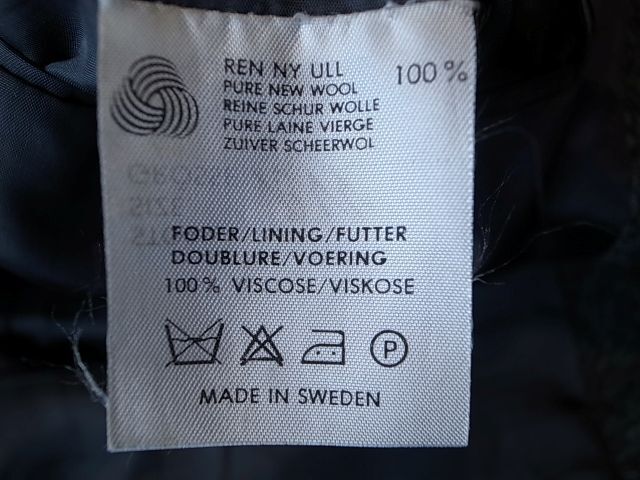 REN NY ULL 100 %
PURE NEW WOOL
REINE SCHUR WOLLE
PURE LAINE VIERGE
ZUIVER SCHEERWOL
FODER/LINING/FUTTER
DOUBLURE/VOERING
100 % VISCOSE/VISKOSE
P
MADE IN SWEDEN